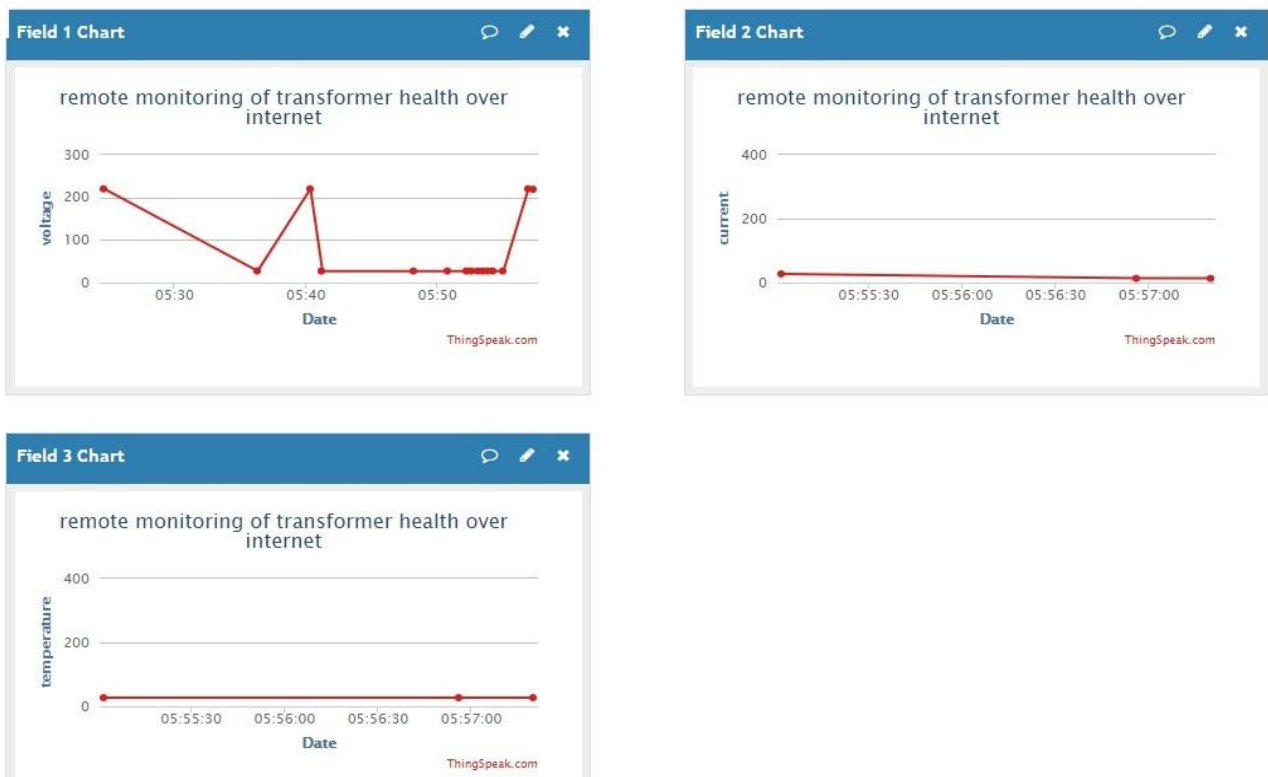 Field 1 Chart
remote monitoring of transformer health over
internet
300
200
100
0
voltage
05:30 05:40 05:50
Date
ThingSpeak.com
Field 2 Chart
remote monitoring of transformer health over
internet
400
200
0
current
05:55:30 05:56:00 05:56:30 05:57:00
Date
ThingSpeak.com
Field 3 Chart
remote monitoring of transformer health over
internet
400
200
0
temperature
05:55:30 05:56:00 05:56:30 05:57:00
Date
ThingSpeak.com